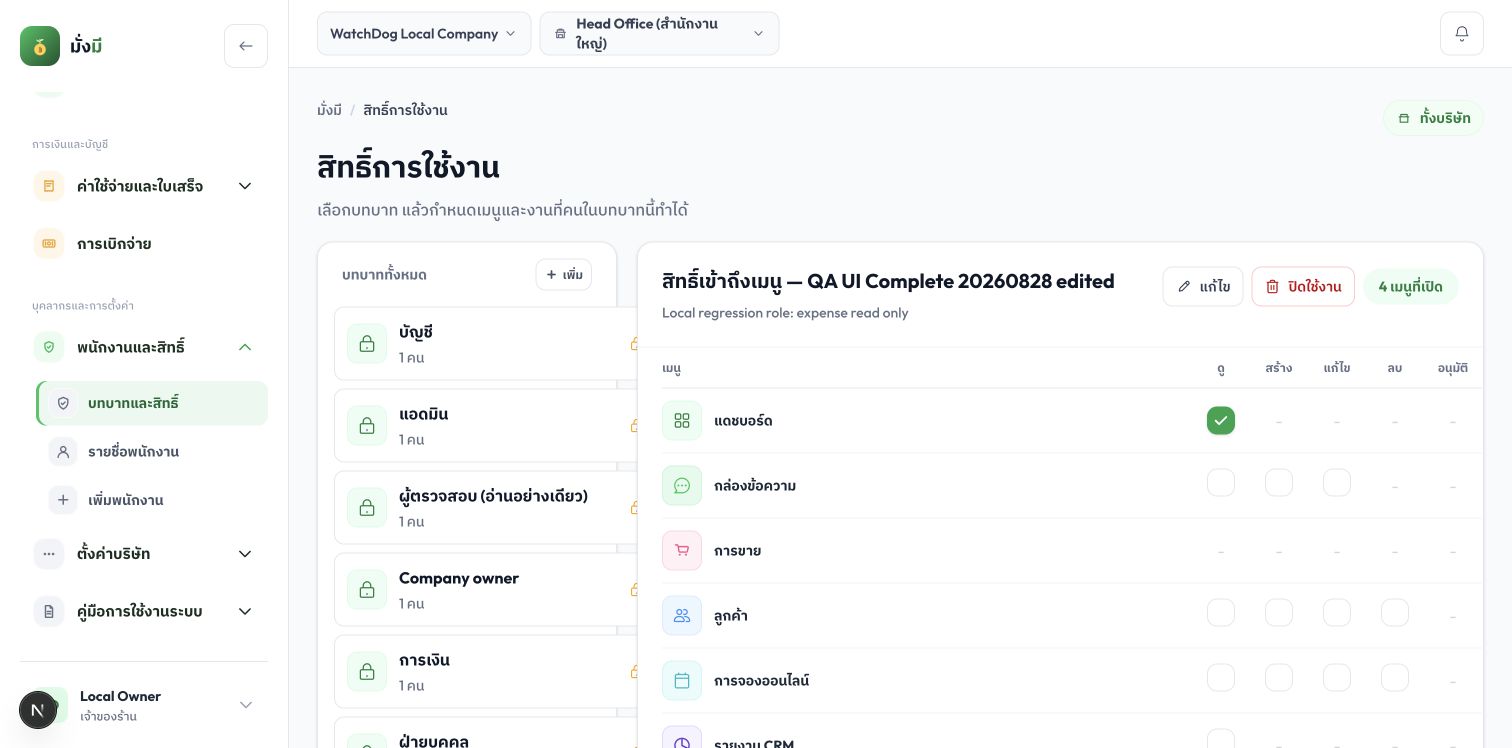 มั่งมี
การเงินและบัญชี
ค่าใช้จ่ายและใบเสร็จ
การเบิกจ่าย
บุคลากรและการตั้งค่า
พนักงานและสิทธิ์
บทบาทและสิทธิ์
รายชื่อพนักงาน
เพิ่มพนักงาน
ตั้งค่าบริษัท
คู่มือการใช้งานระบบ
N
Local Owner
เจ้าของร้าน
WatchDog Local Company
Head Office (สำนักงาน
ใหญ่)
มั่งมี / สิทธิ์การใช้งาน
ทั้งบริษัท
สิทธิ์การใช้งาน
เลือกบทบาท แล้วกำหนดเมนูและงานที่คนในบทบาทนี้ทำได้
บทบาททั้งหมด
+ เพิ่ม
บัญชี
1 คน
แอดมิน
1 คน
ผู้ตรวจสอบ (อ่านอย่างเดียว)
1 คน
Company owner
1 คน
การเงิน
1 คน
ฝ่ายบุคคล
สิทธิ์เข้าถึงเมนู — QA UI Complete 20260828 edited
Local regression role: expense read only
แก้ไข
ปิดใช้งาน
4 เมนูที่เปิด
เมนู ดู สร้าง แก้ไข ลบ อนุมัติ
แดชบอร์ด – – – –
กล่องข้อความ – –
การขาย – – – – –
ลูกค้า –
การจองออนไลน์ –
รายงาน CRM